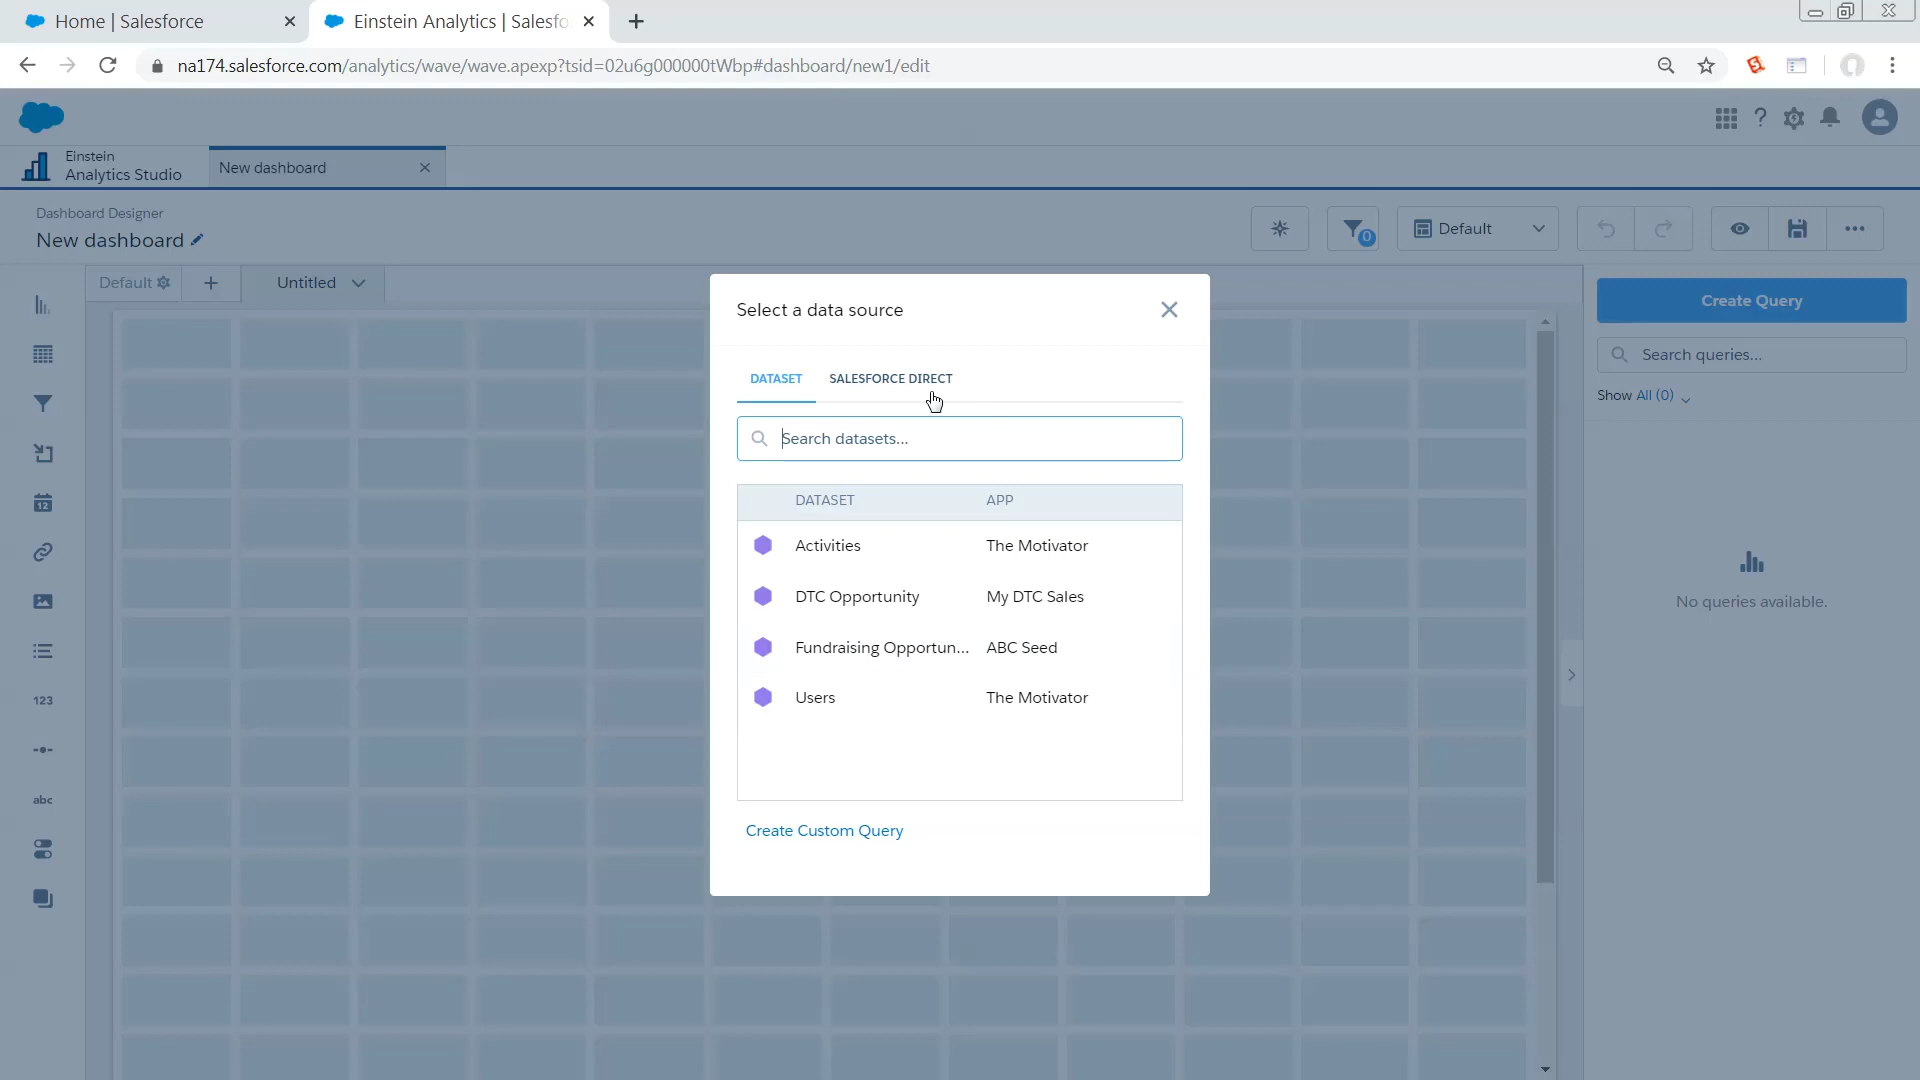 Home | Salesforce
Einstein Analytics | Salesfo
na174.salesforce.com/analytics/wave/wave.apexp?tsid=02u6g000000tWbp#dashboard/new1/edit
Einstein
Analytics Studio
New dashboard
Dashboard Designer
New dashboard
0
Default
Default
Untitled
Create Query
Search queries...
Show All (0)
No queries available.
12
123
abc
Select a data source
DATASET SALESFORCE DIRECT
Search datasets...
DATASET APP
Activities The Motivator
DTC Opportunity My DTC Sales
Fundraising Opportun... ABC Seed
Users The Motivator
Create Custom Query